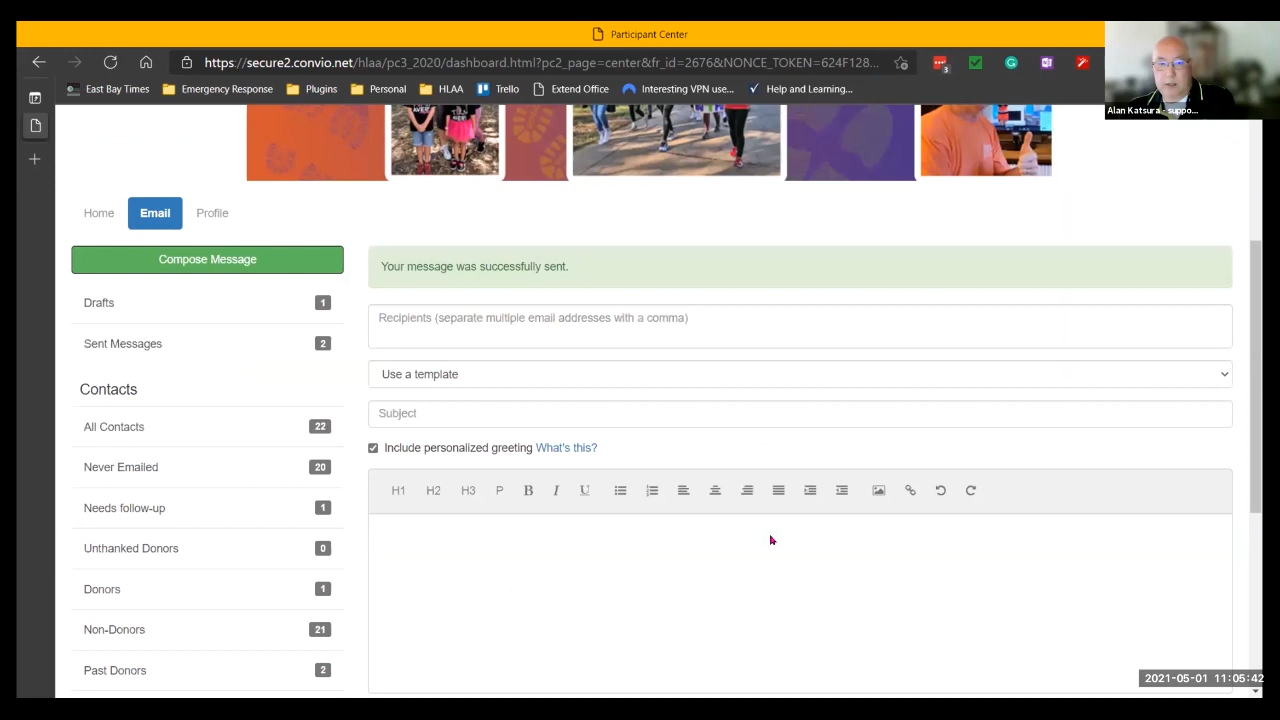 Participant Center
https://secure2.convio.net/hlaa/pc3_2020/dashboard.html?pc2_page=center&fr_id=2676&NONCE_TOKEN=624F128...
3
East Bay Times
Emergency Response
Plugins
Personal
HLAA
Trello
Extend Office
Interesting VPN use...
Help and Learning...
Alan Katsura - suppo...
Home
Email
Profile
Compose Message
Drafts 1
Sent Messages 2
Contacts
All Contacts 22
Never Emailed 20
Needs follow-up 1
Unthanked Donors 0
Donors 1
Non-Donors 21
Past Donors 2
Your message was successfully sent.
Recipients (separate multiple email addresses with a comma)
Use a template
Subject
Include personalized greeting What's this?
H1 H2 H3 P B I U
2021-05-01 11:05:42